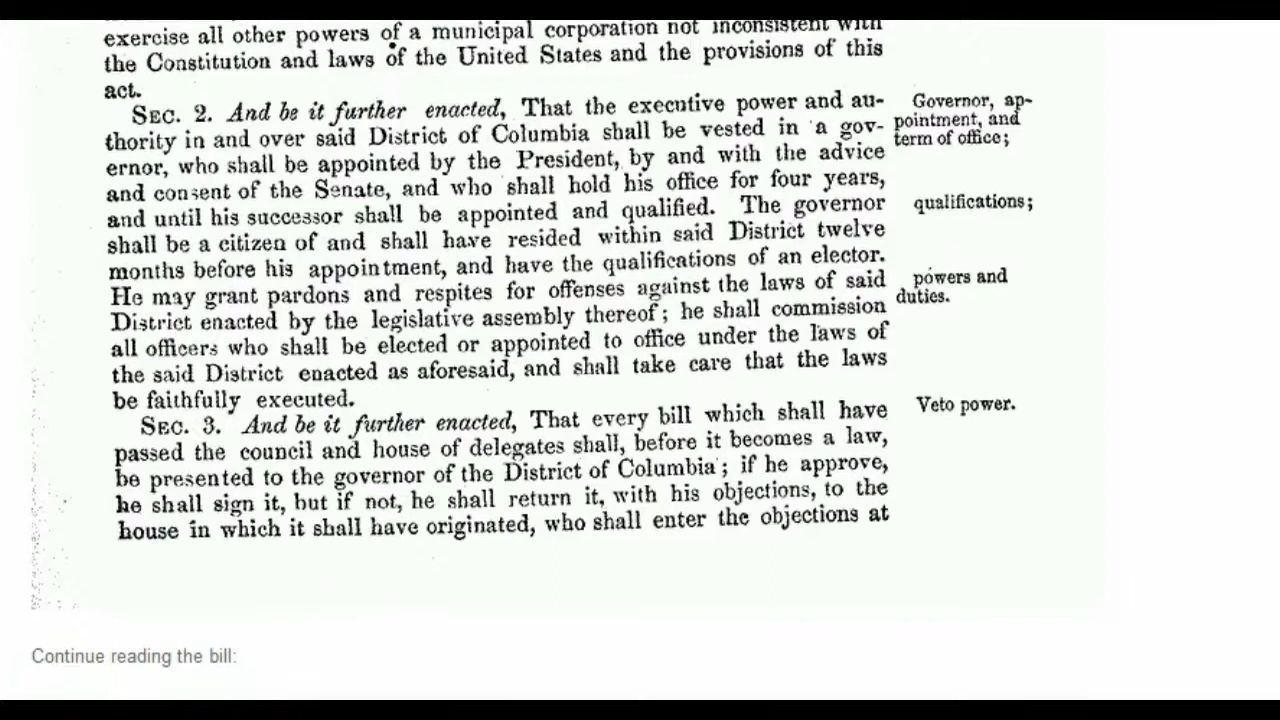 exercise all other powers of a municipal corporation not inconsistent with
the Constitution and laws of the United States and the provisions of this
act.
SEC. 2. And be it further enacted, That the executive power and au-
thority in and over said District of Columbia shall be vested in a gov-
ernor, who shall be appointed by the President, by and with the advice
and consent of the Senate, and who shall hold his office for four years,
and until his successor shall be appointed and qualified. The governor
shall be a citizen of and shall have resided within said District twelve
months before his appointment, and have the qualifications of an elector.
He may grant pardons and respites for offenses against the laws of said
District enacted by the legislative assembly thereof; he shall commission
all officers who shall be elected or appointed to office under the laws of
the said District enacted as aforesaid, and shall take care that the laws
be faithfully executed.
SEC. 3. And be it further enacted, That every bill which shall have
passed the council and house of delegates shall, before it becomes a law,
be presented to the governor of the District of Columbia; if he approve,
he shall sign it, but if not, he shall return it, with his objections, to the
house in which it shall have originated, who shall enter the objections at
Governor, ap-
pointment, and
term of office;
qualifications;
powers and
duties.
Veto power.
Continue reading the bill: